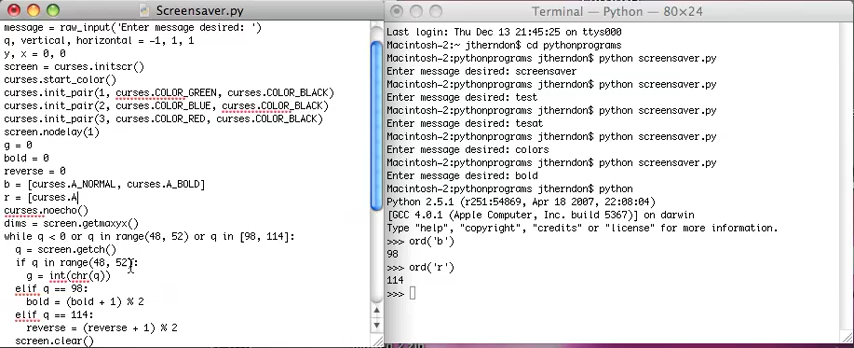 Screensaver.py
message = raw_input('Enter message desired: ')
q, vertical, horizontal = -1, 1, 1
y, x = 0, 0
screen = curses.initscr()
curses.start_color()
curses.init_pair(1, curses.COLOR_GREEN, curses.COLOR_BLACK)
curses.init_pair(2, curses.COLOR_BLUE, curses.COLOR_BLACK)
curses.init_pair(3, curses.COLOR_RED, curses.COLOR_BLACK)
screen.nodelay(1)
g = 0
bold = 0
reverse = 0
b = [curses.A_NORMAL, curses.A_BOLD]
r = [curses.A
curses.noecho()
dims = screen.getmaxyx()
while q < 0 or q in range(48, 52) or q in [98, 114]:
q = screen.getch()
if q in range(48, 52):
g = int(chr(q))
elif q == 98:
bold = (bold + 1) % 2
elif q == 114:
reverse = (reverse + 1) % 2
screen.clear()
Terminal — Python — 80×24
Last login: Thu Dec 13 21:45:25 on ttys000
Macintosh-2:~ jtherndon$ cd pythonprograms
Macintosh-2:pythonprograms jtherndon$ python screensaver.py
Enter message desired: screensaver
Macintosh-2:pythonprograms jtherndon$ python screensaver.py
Enter message desired: test
Macintosh-2:pythonprograms jtherndon$ python screensaver.py
Enter message desired: tesat
Macintosh-2:pythonprograms jtherndon$ python screensaver.py
Enter message desired: colors
Macintosh-2:pythonprograms jtherndon$ python screensaver.py
Enter message desired: bold
Macintosh-2:pythonprograms jtherndon$ python
Python 2.5.1 (r251:54869, Apr 18 2007, 22:08:04)
[GCC 4.0.1 (Apple Computer, Inc. build 5367)] on darwin
Type "help", "copyright", "credits" or "license" for more information.
>>> ord('b')
98
>>> ord('r')
114
>>>